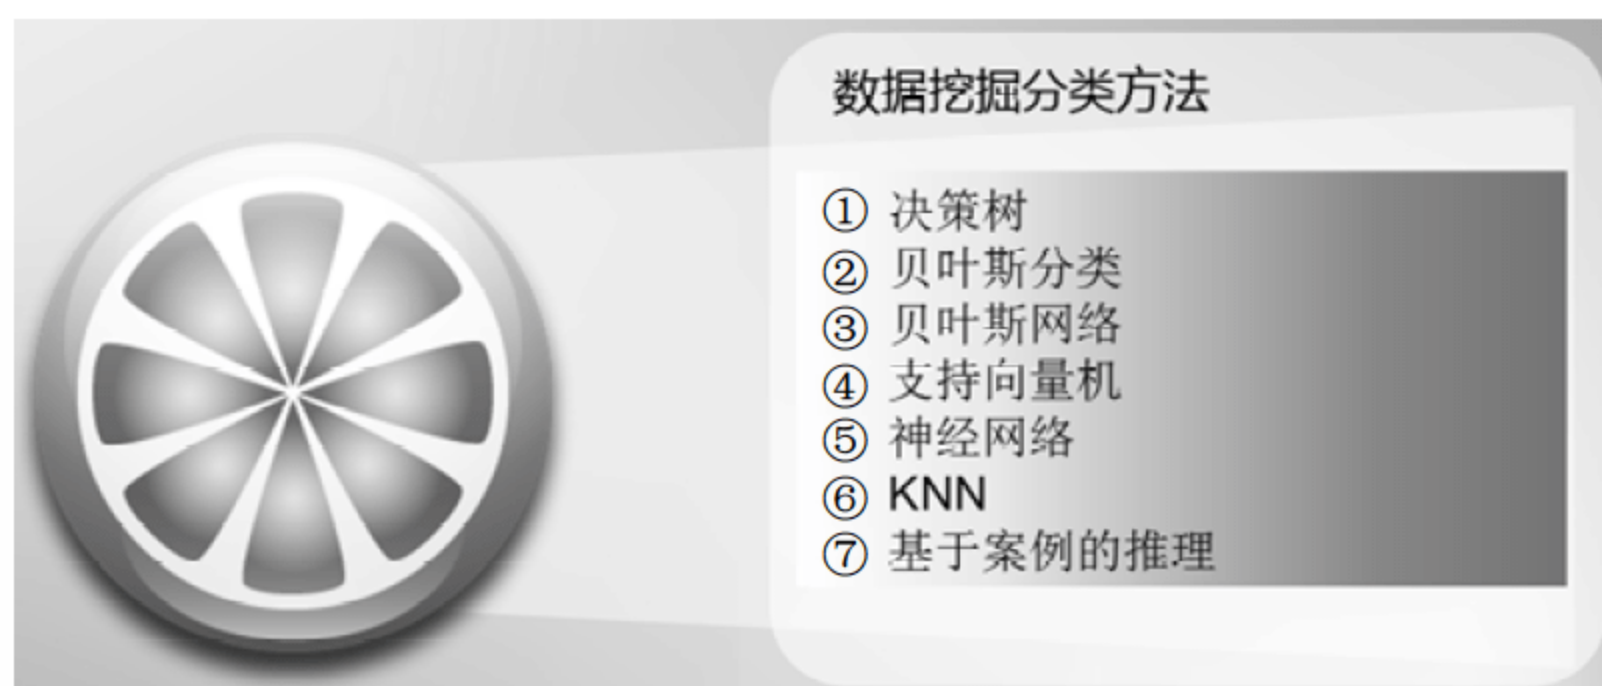 数据挖掘分类方法
① 决策树
② 贝叶斯分类
③ 贝叶斯网络
④ 支持向量机
⑤ 神经网络
⑥ KNN
⑦ 基于案例的推理